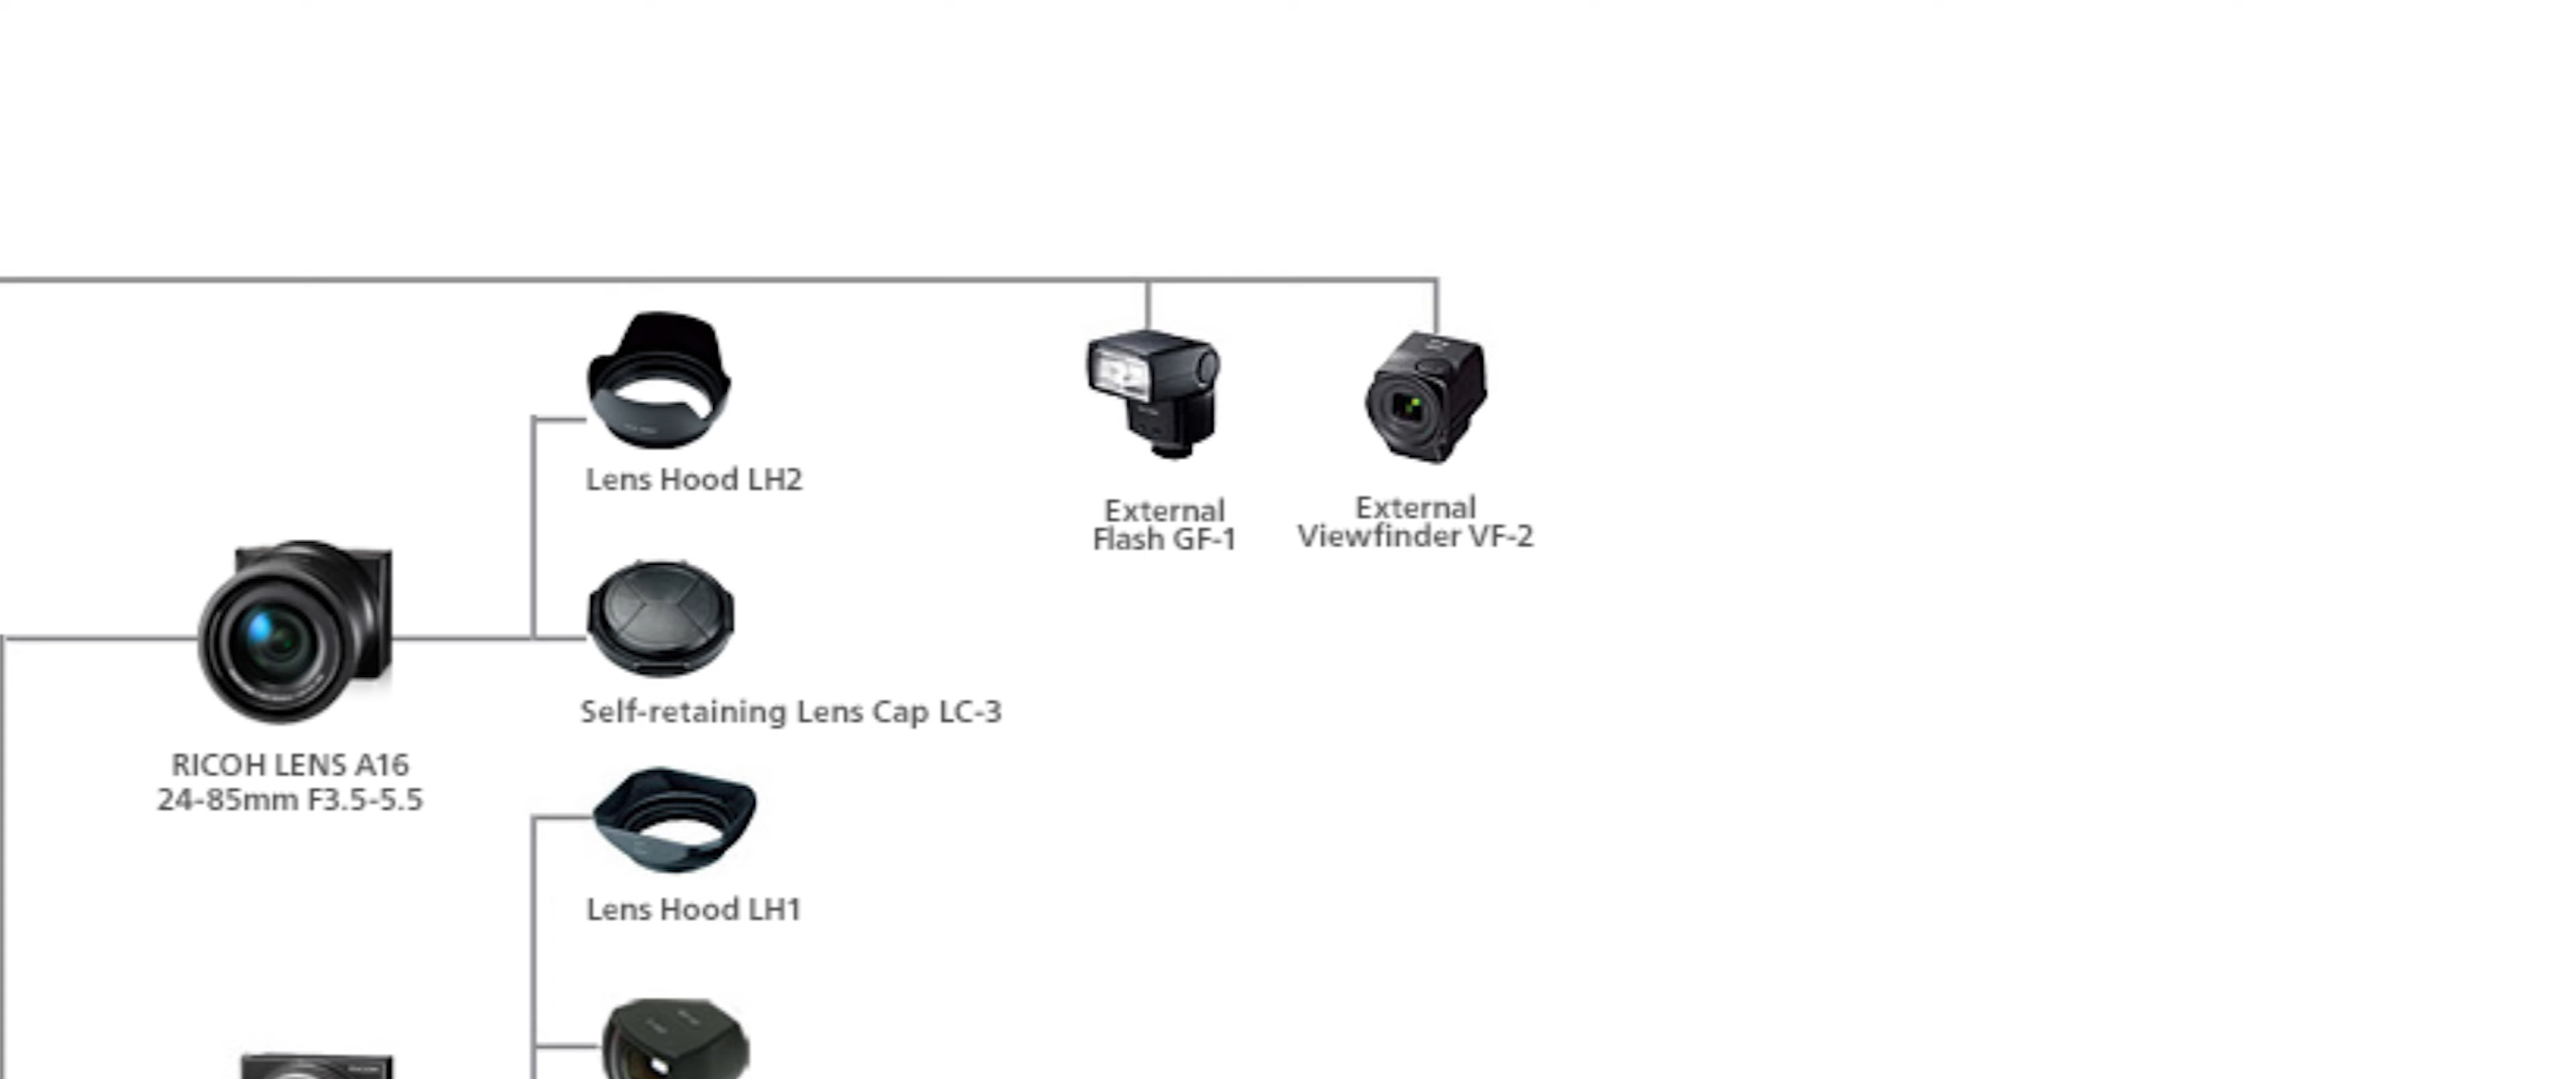 Lens Hood LH2
External
Flash GF-1
External
Viewfinder VF-2
Self-retaining Lens Cap LC-3
RICOH LENS A16
24-85mm F3.5-5.5
Lens Hood LH1